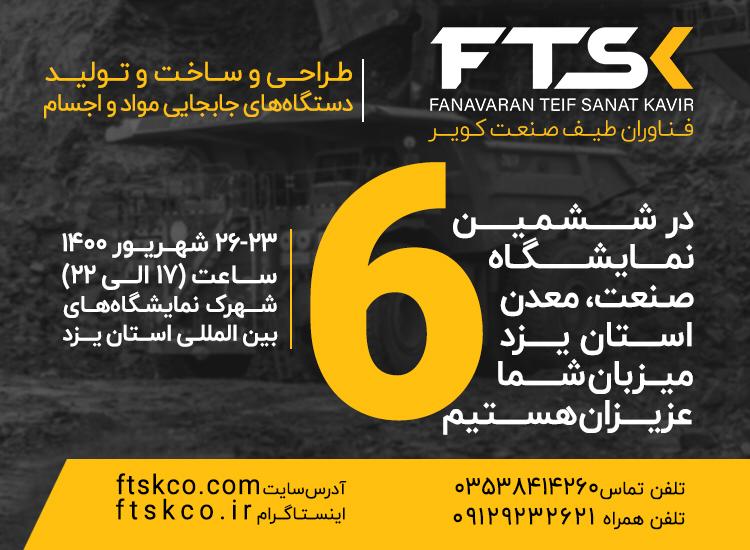 FTSK
FANAVARAN TEIF SANAT KAVIR
فناوران طیف صنعت کویر
طراحی و ساخت و تولید
دستگاه‌های جابجایی مواد و اجسام
6
در ششمین
نمایشگاه
صنعت، معدن
استان یزد
میزبان شما
عزیزان هستیم
۲۳-۲۶ شهریور ۱۴۰۰
ساعت (۱۷ الی ۲۲)
شهرک نمایشگاه‌های
بین المللی استان یزد
تلفن تماس ۰۳۵۳۸۴۱۴۲۶۰
تلفن همراه ۰۹۱۲۹۲۳۲۶۲۱
آدرس سایت ftskco.com
اینستاگرام ftskco.ir